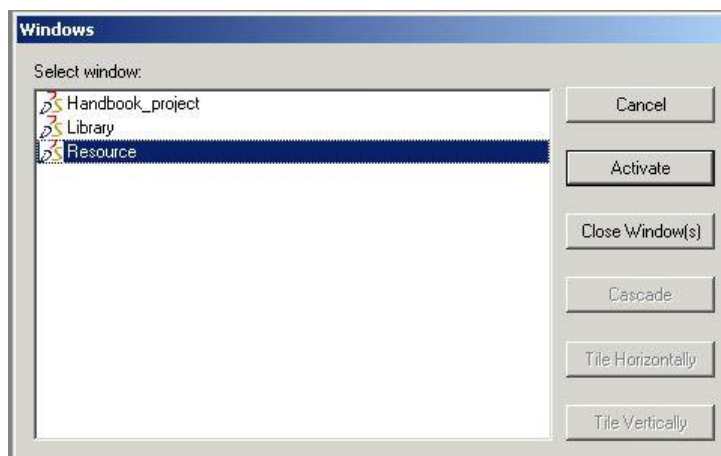 Windows
Select window:
Handbook_project
Library
Resource
Cancel
Activate
Close Window(s)
Cascade
Tile Horizontally
Tile Vertically